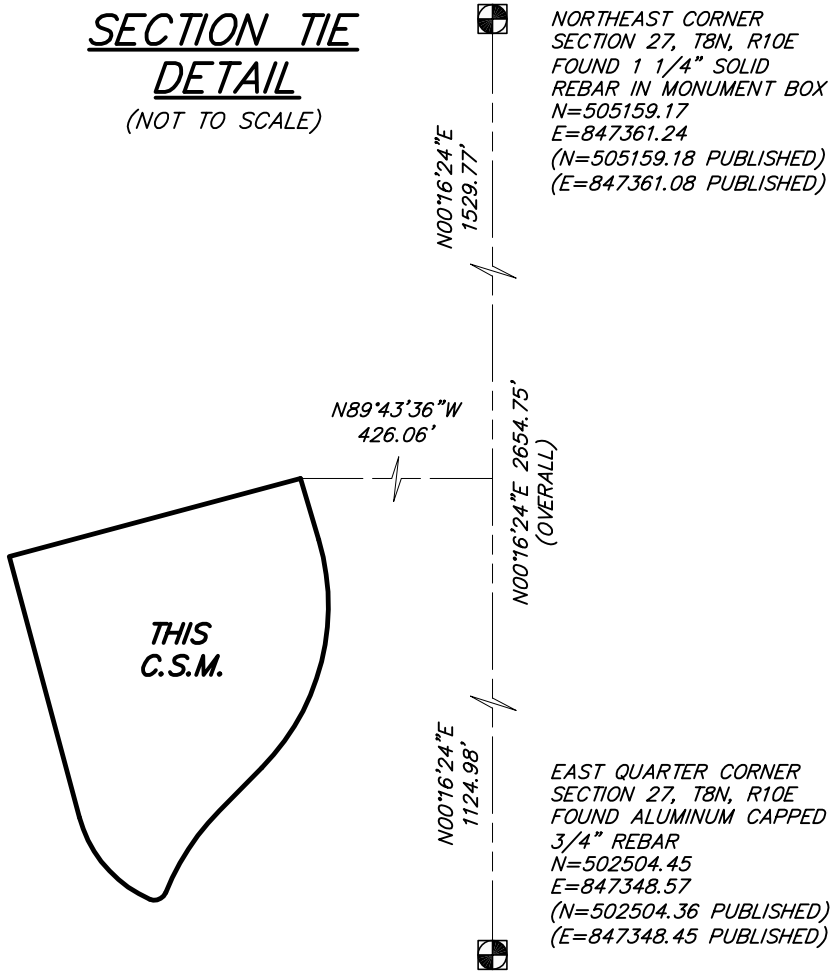 SECTION TIE
DETAIL
(NOT TO SCALE)
NORTHEAST CORNER
SECTION 27, T8N, R10E
FOUND 1 1/4" SOLID
REBAR IN MONUMENT BOX
N=505159.17
E=847361.24
(N=505159.18 PUBLISHED)
(E=847361.08 PUBLISHED)
N00°16'24"E
1529.77'
N89°43'36"W
426.06'
N00°16'24"E 2654.75'
(OVERALL)
THIS
C.S.M.
N00°16'24"E
1124.98'
EAST QUARTER CORNER
SECTION 27, T8N, R10E
FOUND ALUMINUM CAPPED
3/4" REBAR
N=502504.45
E=847348.57
(N=502504.36 PUBLISHED)
(E=847348.45 PUBLISHED)